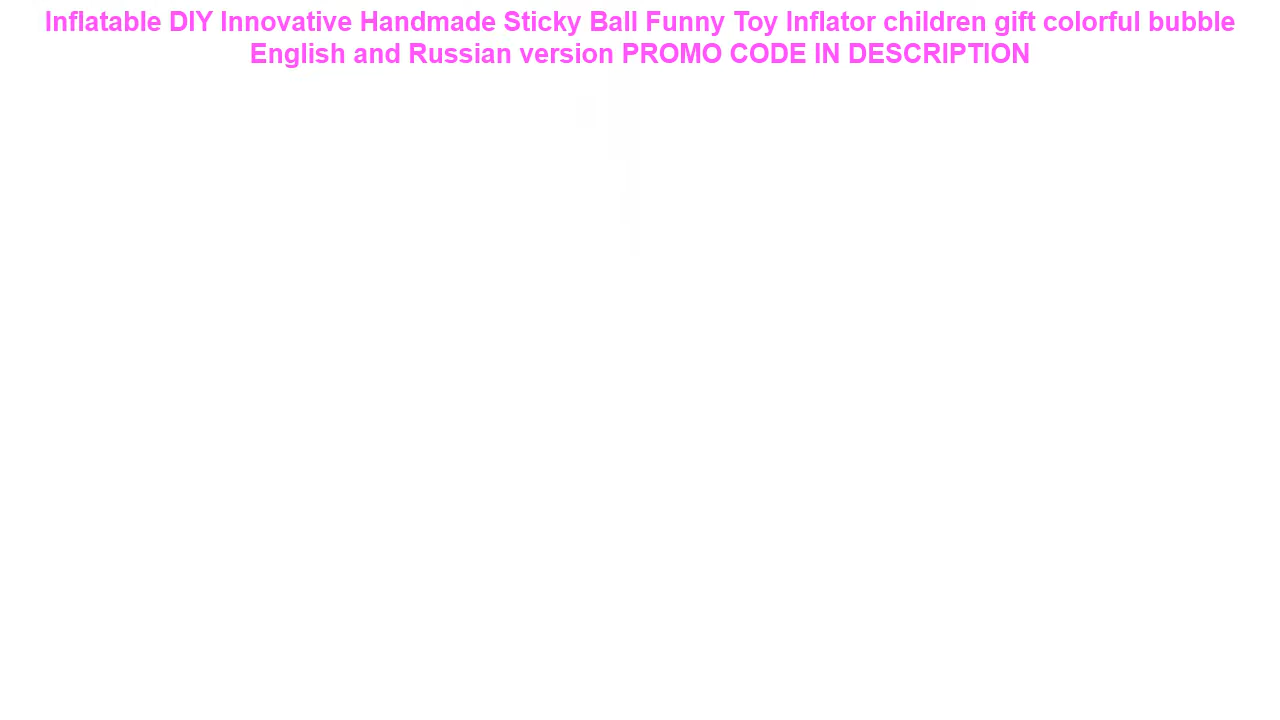 Inflatable DIY Innovative Handmade Sticky Ball Funny Toy Inflator children gift colorful bubble
English and Russian version PROMO CODE IN DESCRIPTION